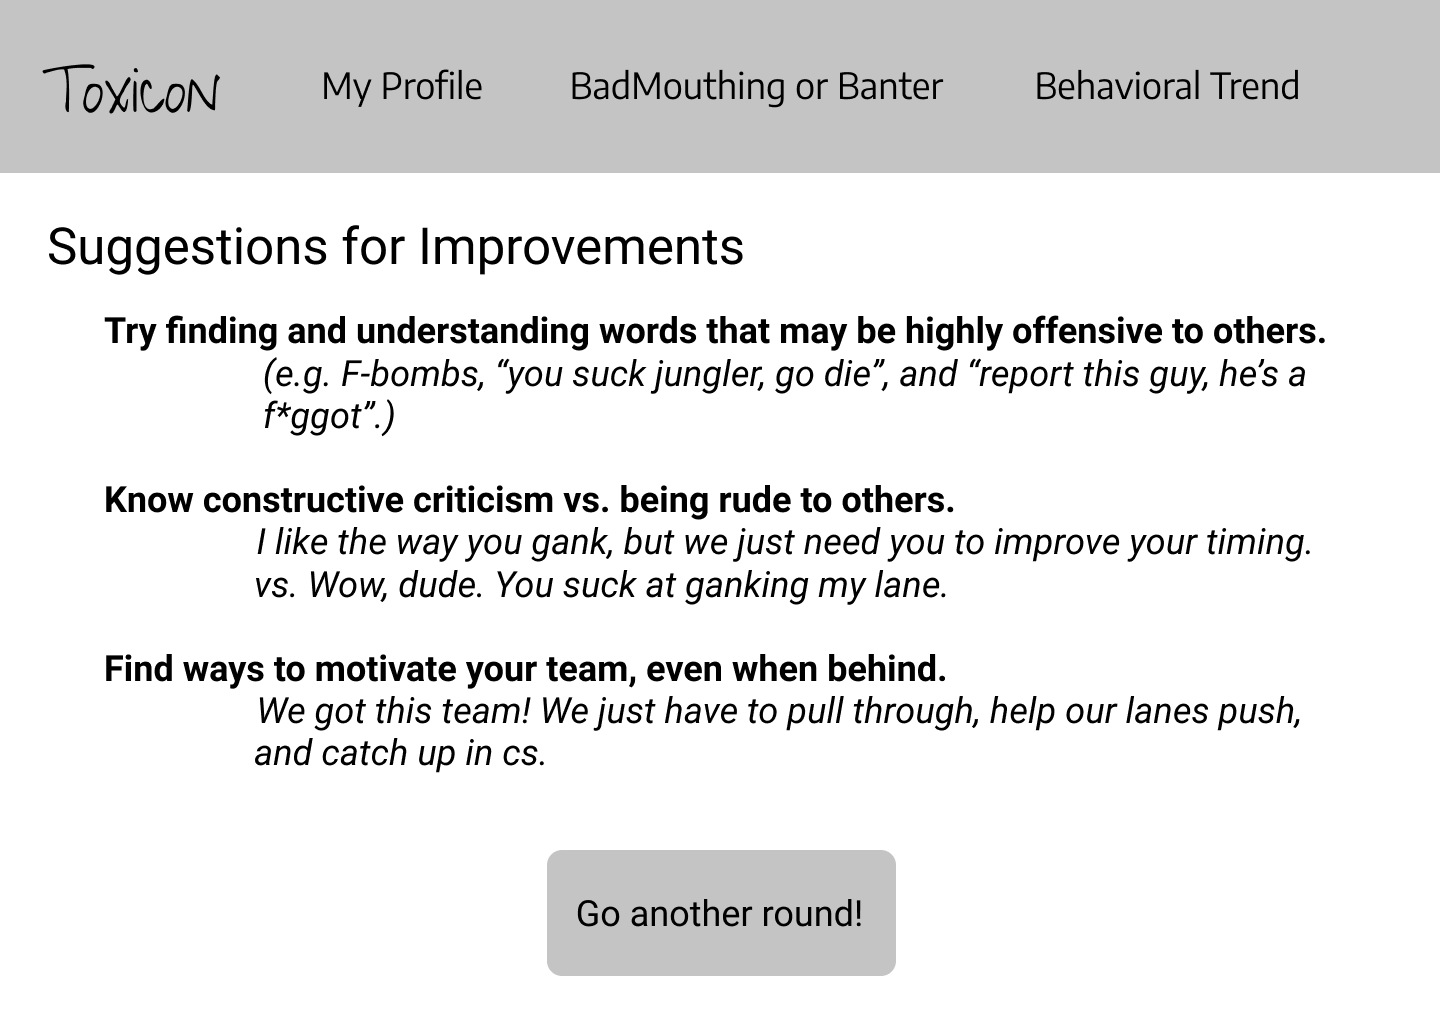 Toxicon My Profile BadMouthing or Banter Behavioral Trend
Suggestions for Improvements
Try finding and understanding words that may be highly offensive to others.
(e.g. F-bombs, “you suck jungler, go die”, and “report this guy, he’s a
f*ggot”.)
Know constructive criticism vs. being rude to others.
I like the way you gank, but we just need you to improve your timing.
vs. Wow, dude. You suck at ganking my lane.
Find ways to motivate your team, even when behind.
We got this team! We just have to pull through, help our lanes push,
and catch up in cs.
Go another round!